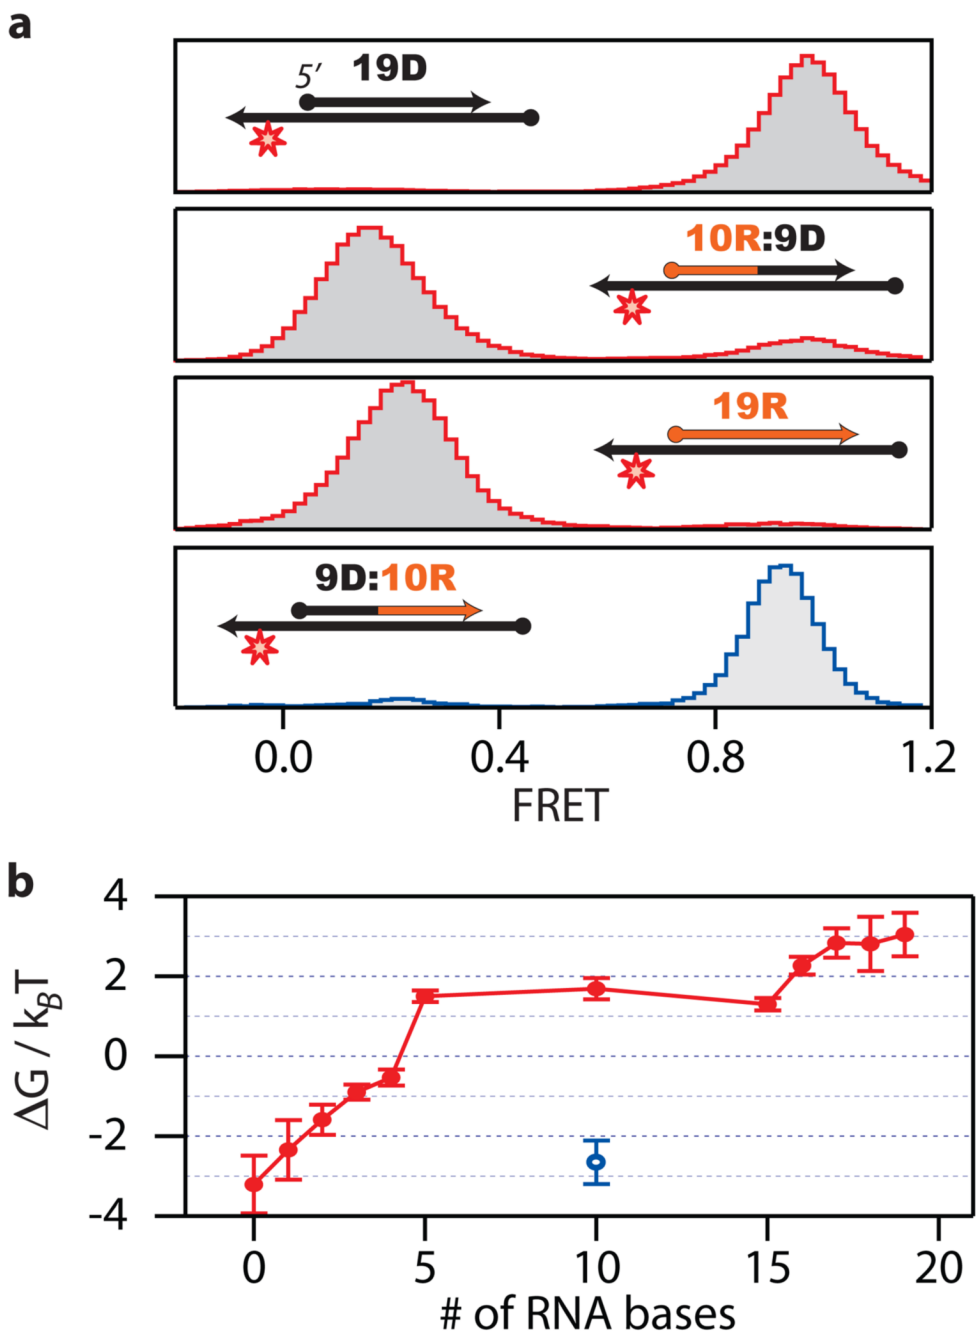 a
5′ 19D
10R:9D
19R
9D:10R
0.0 0.4 0.8 1.2
FRET
b
4
2
0
-2
-4
ΔG / kBT
0 5 10 15 20
# of RNA bases